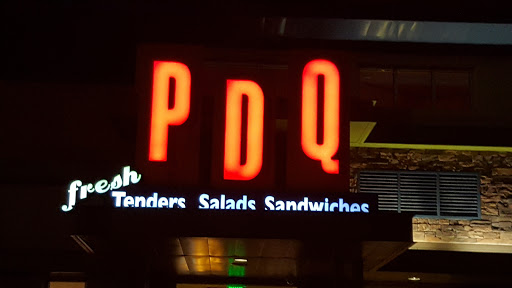 PDQ
fresh
Tenders Salads Sandwiches